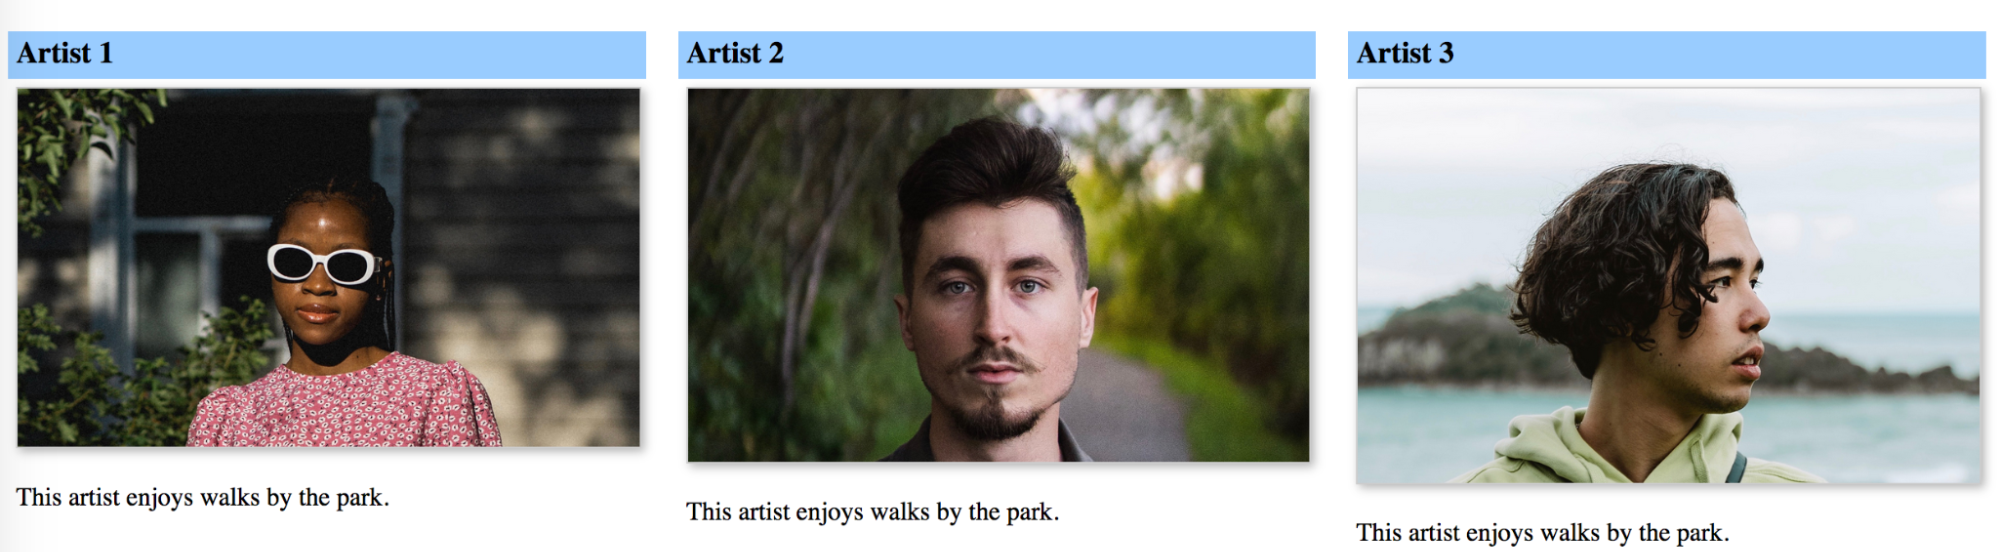 Artist 1
This artist enjoys walks by the park.
Artist 2
This artist enjoys walks by the park.
Artist 3
This artist enjoys walks by the park.